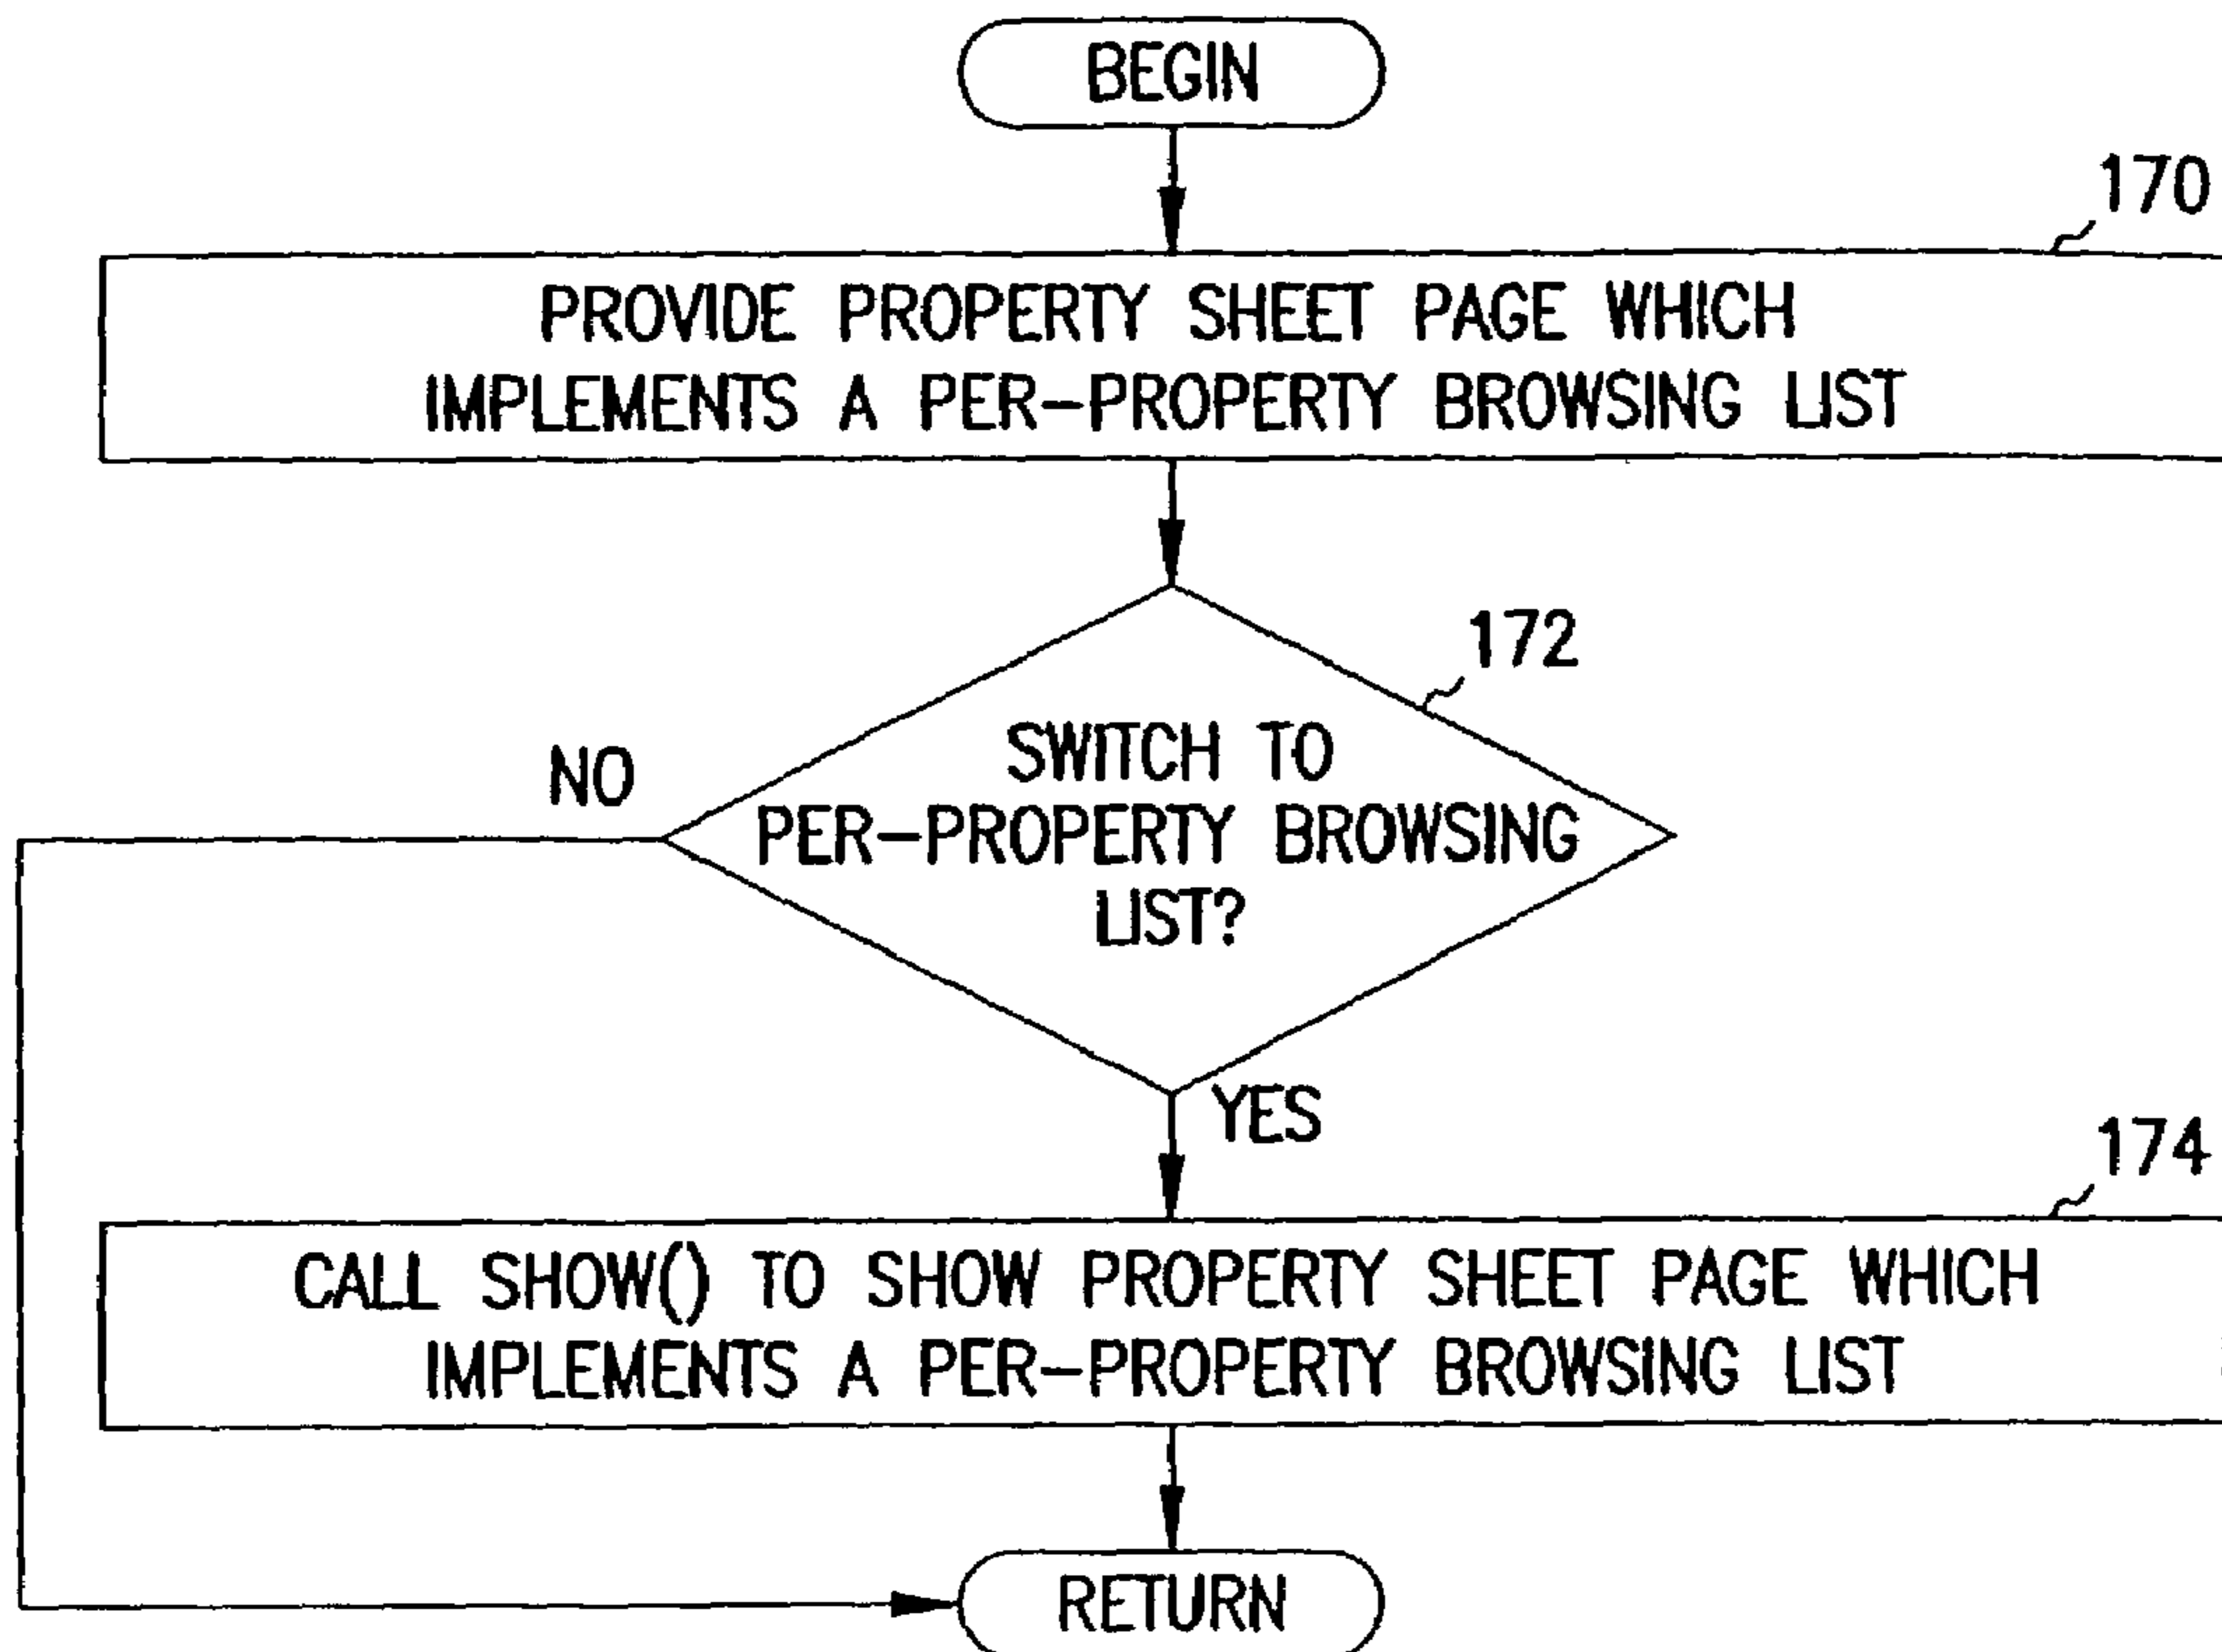 BEGIN
170
PROVIDE PROPERTY SHEET PAGE WHICH
IMPLEMENTS A PER-PROPERTY BROWSING LIST
172
SWITCH TO
PER-PROPERTY BROWSING
LIST?
NO
YES
174
CALL SHOW() TO SHOW PROPERTY SHEET PAGE WHICH
IMPLEMENTS A PER-PROPERTY BROWSING LIST
RETURN